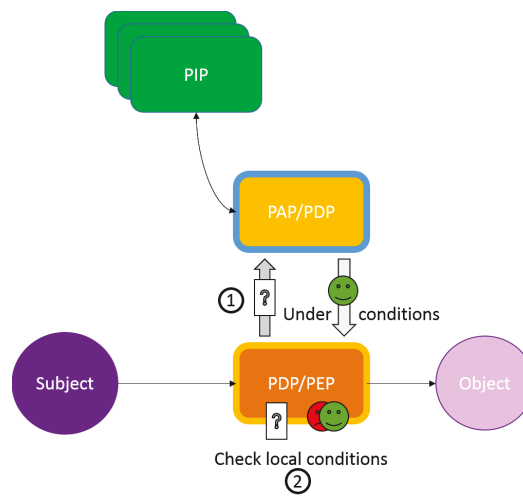 PIP
PAP/PDP
1
?
Under conditions
Subject
PDP/PEP
Object
?
Check local conditions
2